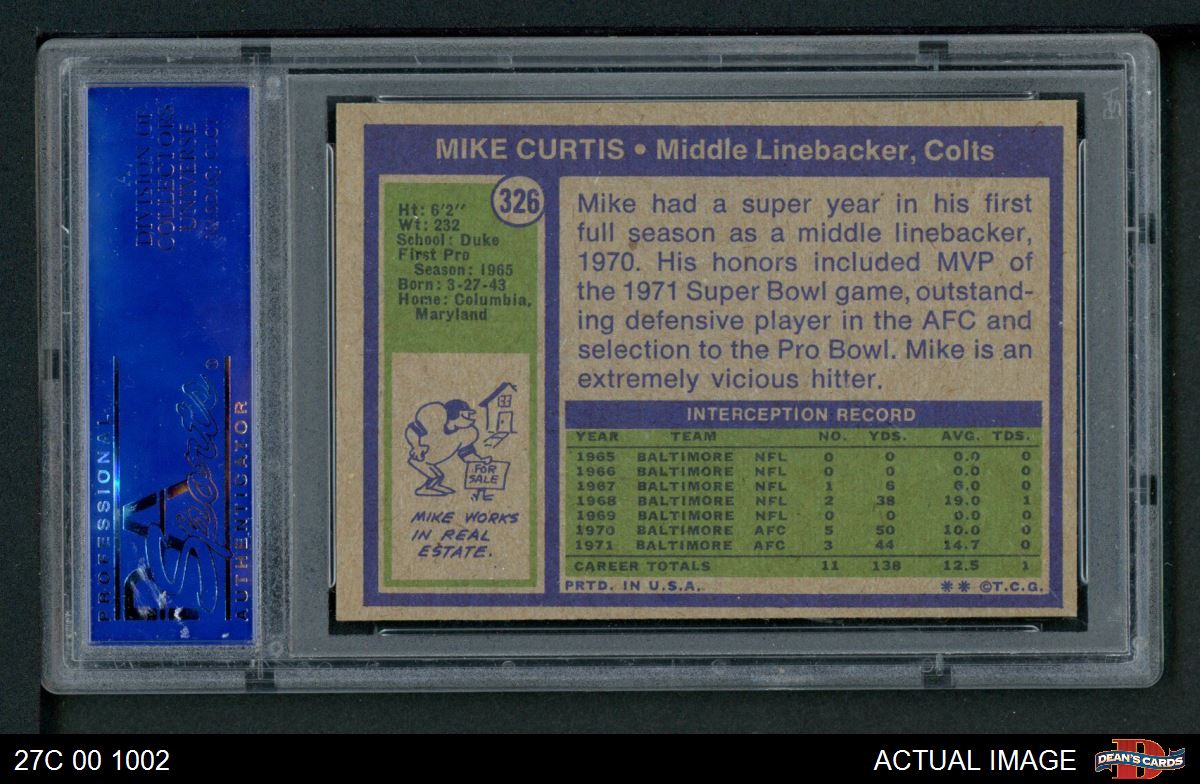 MIKE CURTIS • Middle Linebacker, Colts
326
Ht: 6'2''
Wt: 232
School: Duke
First Pro
Season: 1965
Born: 3-27-43
Home: Columbia,
Maryland
FOR
SALE
MIKE WORKS
IN REAL
ESTATE.
Mike had a super year in his first
full season as a middle linebacker,
1970. His honors included MVP of
the 1971 Super Bowl game, outstand-
ing defensive player in the AFC and
selection to the Pro Bowl. Mike is an
extremely vicious hitter.
INTERCEPTION RECORD
YEAR TEAM NO. YDS. AVG. TDS.
1965 BALTIMORE NFL 0 0 0.0 0
1966 BALTIMORE NFL 0 0 0.0 0
1967 BALTIMORE NFL 1 6 6.0 0
1968 BALTIMORE NFL 2 38 19.0 1
1969 BALTIMORE NFL 0 0 0.0 0
1970 BALTIMORE AFC 5 50 10.0 0
1971 BALTIMORE AFC 3 44 14.7 0
CAREER TOTALS 11 138 12.5 1
PRTD. IN U.S.A. ** ©T.C.G.
DIVISION OF
COLLECTORS
UNIVERSE
NASDAQ: CLCT
PROFESSIONAL
PSA
Sports
®
AUTHENTICATOR
27C 00 1002
ACTUAL IMAGE
D
DEAN'S CARDS